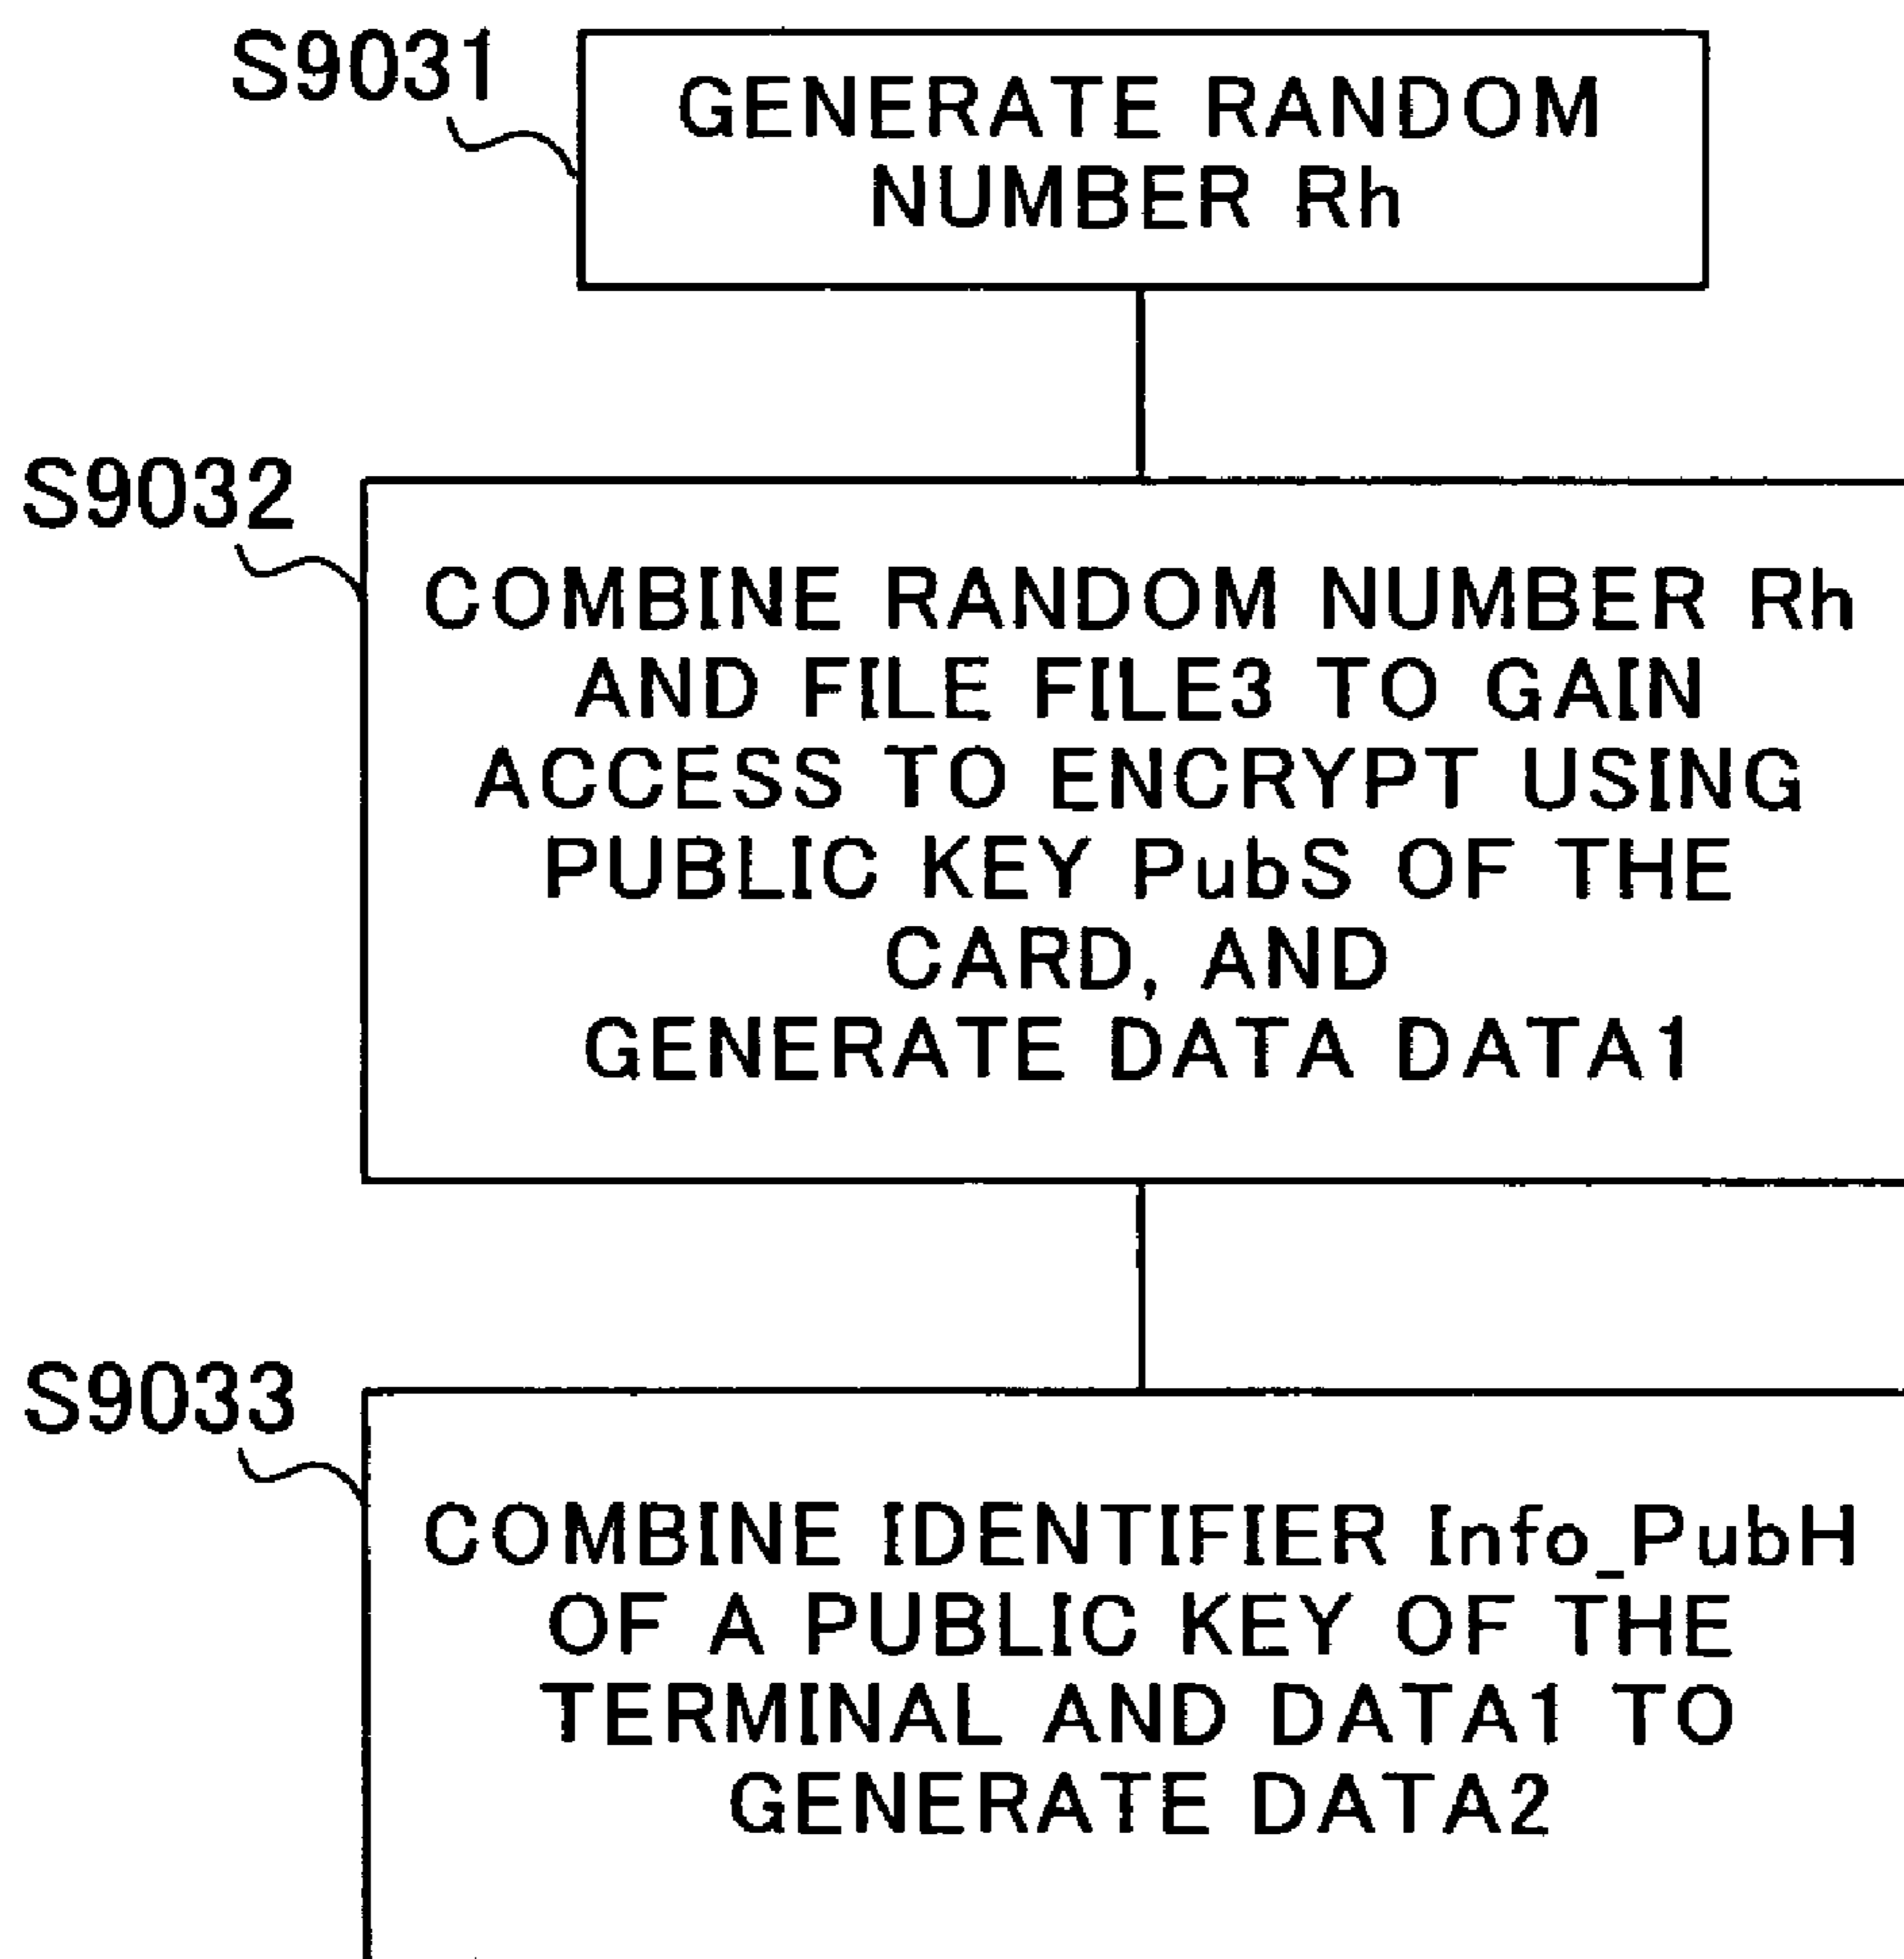 S9031
GENERATE RANDOM
NUMBER Rh
S9032
COMBINE RANDOM NUMBER Rh
AND FILE FILE3 TO GAIN
ACCESS TO ENCRYPT USING
PUBLIC KEY PubS OF THE
CARD, AND
GENERATE DATA DATA1
S9033
COMBINE IDENTIFIER Info_PubH
OF A PUBLIC KEY OF THE
TERMINAL AND DATA1 TO
GENERATE DATA2